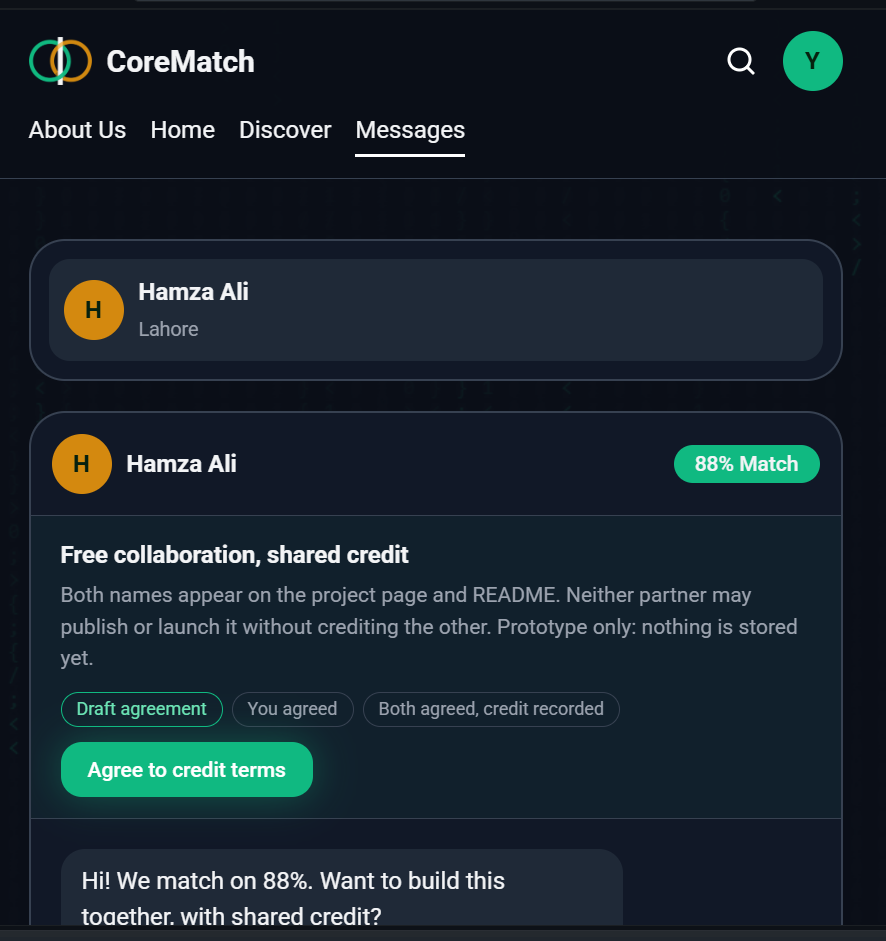 CoreMatch
Y
About Us Home Discover Messages
H
Hamza Ali
Lahore
H
Hamza Ali
88% Match
Free collaboration, shared credit
Both names appear on the project page and README. Neither partner may
publish or launch it without crediting the other. Prototype only: nothing is stored
yet.
Draft agreement You agreed Both agreed, credit recorded
Agree to credit terms
Hi! We match on 88%. Want to build this
together, with shared credit?